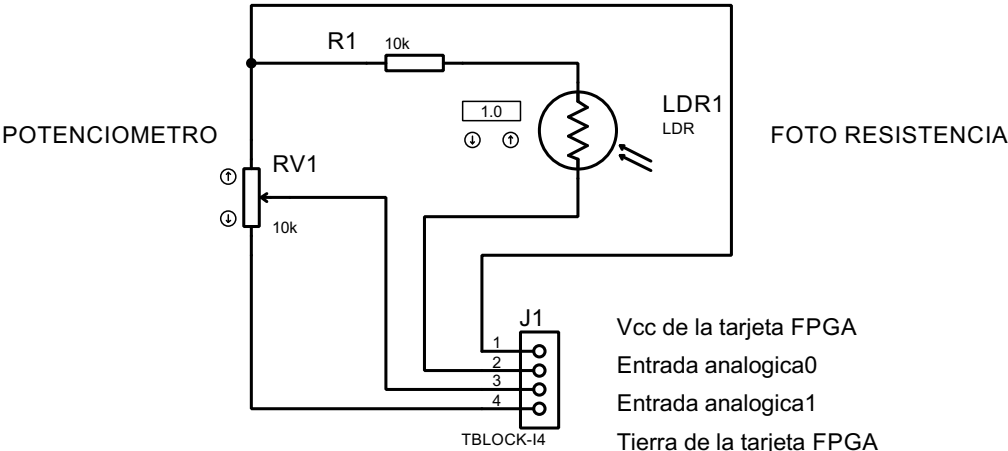 R1 10k
1.0
LDR1
LDR
POTENCIOMETRO
FOTO RESISTENCIA
RV1
10k
J1
1
2
3
4
TBLOCK-I4
Vcc de la tarjeta FPGA
Entrada analogica0
Entrada analogica1
Tierra de la tarjeta FPGA